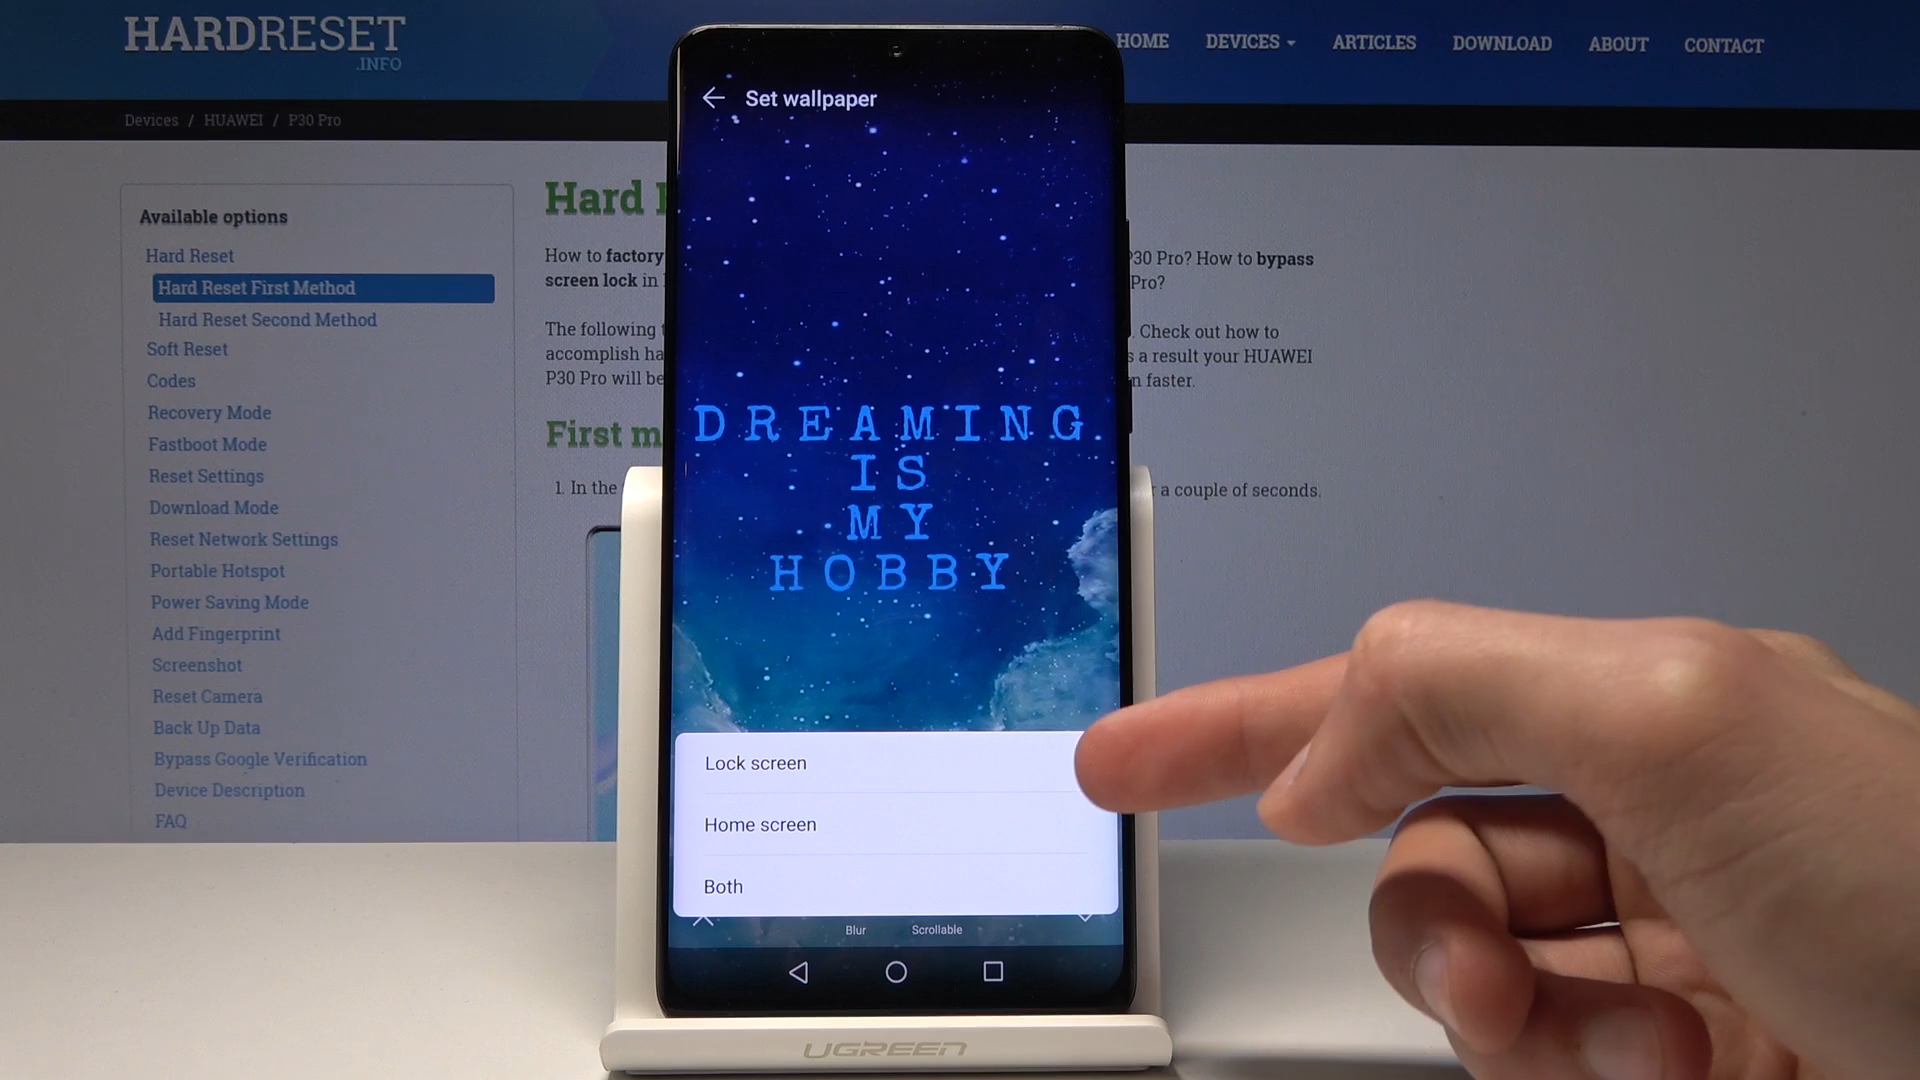 HARDRESET
.INFO
HOME DEVICES ARTICLES DOWNLOAD ABOUT CONTACT
Devices / HUAWEI / P30 Pro
Available options
Hard Reset
Hard Reset First Method
Hard Reset Second Method
Soft Reset
Codes
Recovery Mode
Fastboot Mode
Reset Settings
Download Mode
Reset Network Settings
Portable Hotspot
Power Saving Mode
Add Fingerprint
Screenshot
Reset Camera
Back Up Data
Bypass Google Verification
Device Description
FAQ
Hard
How to factory P30 Pro? How to bypass
screen lock in Pro?
The following Check out how to
accomplish as a result your HUAWEI
P30 Pro will be faster.
First
1. In the a couple of seconds.
Set wallpaper
DREAMING
IS
MY
HOBBY
Lock screen
Home screen
Both
Blur Scrollable
UGREEN